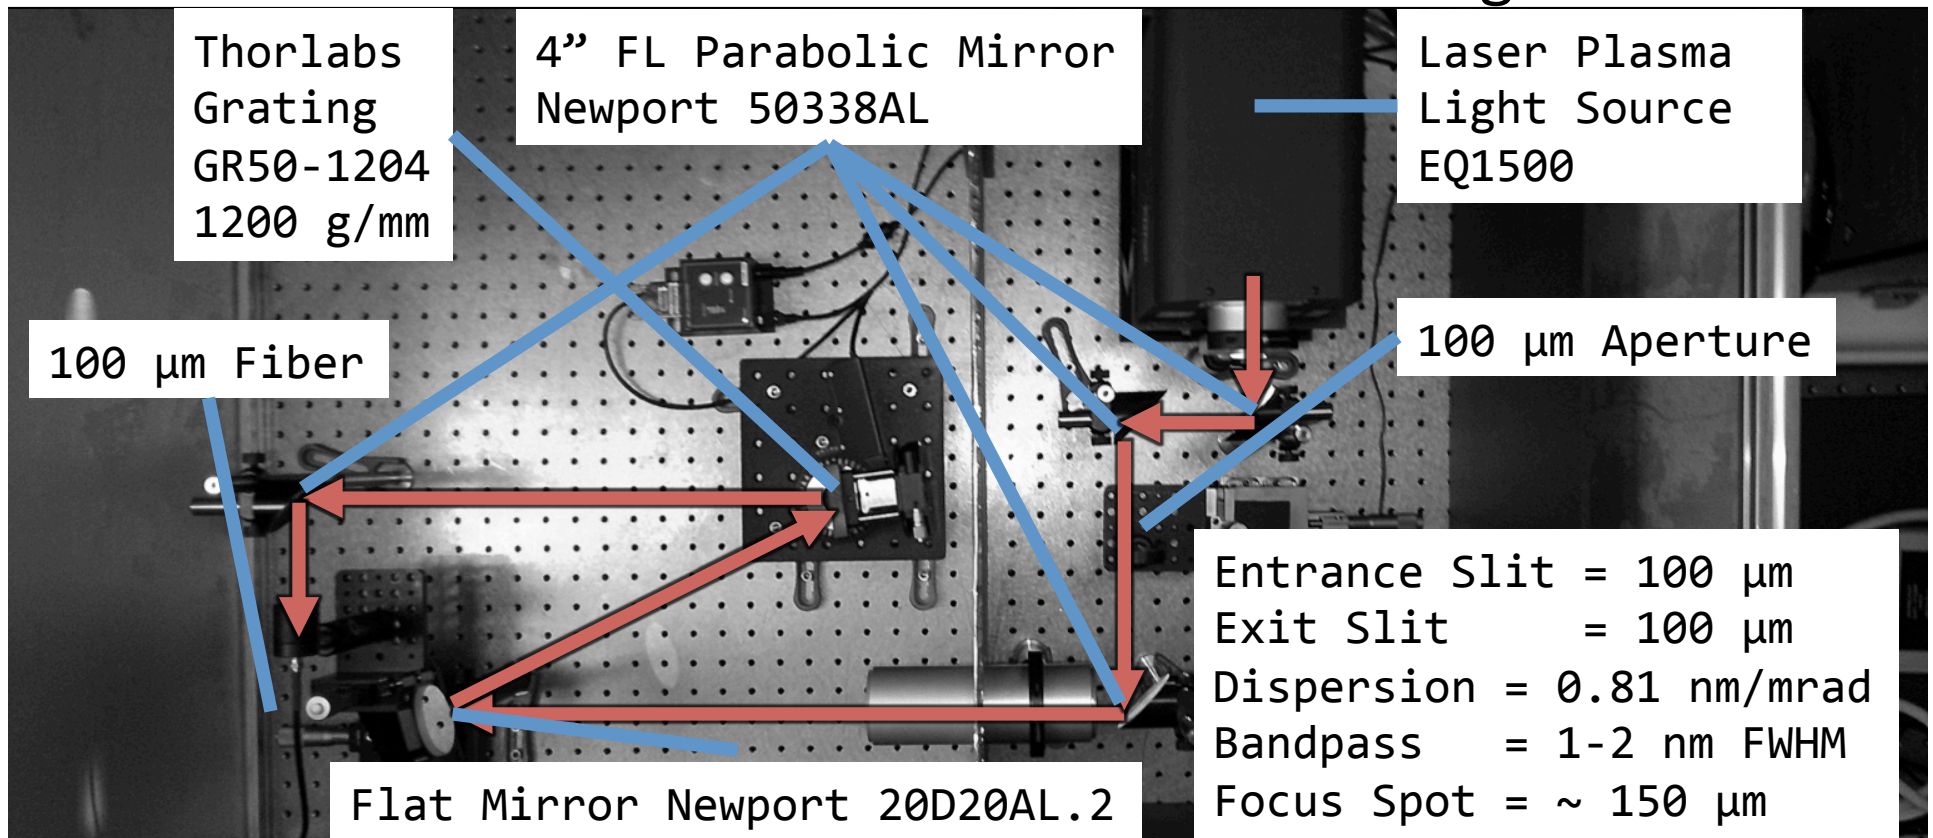 Thorlabs
Grating
GR50-1204
1200 g/mm
4” FL Parabolic Mirror
Newport 50338AL
Laser Plasma
Light Source
EQ1500
100 μm Fiber
100 μm Aperture
Entrance Slit = 100 μm
Exit Slit = 100 μm
Dispersion = 0.81 nm/mrad
Bandpass = 1-2 nm FWHM
Focus Spot = ~ 150 μm
Flat Mirror Newport 20D20AL.2